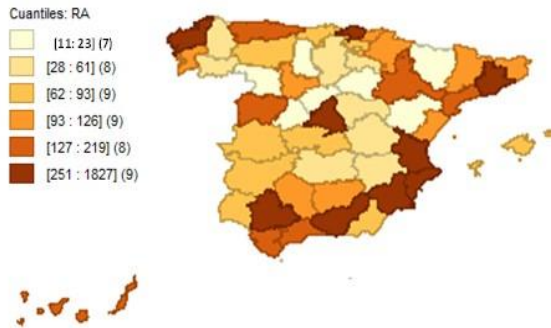 Cuantiles: RA
[11: 23] (7)
[28 : 61] (8)
[62 : 93] (9)
[93 : 126] (9)
[127 : 219] (8)
[251 : 1827] (9)